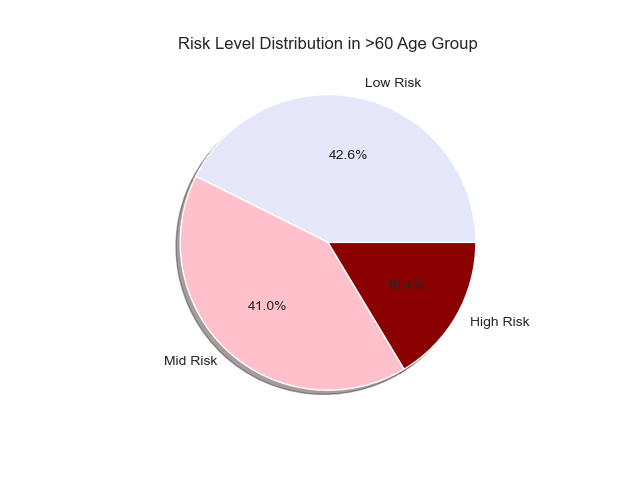 Risk Level Distribution in >60 Age Group
Low Risk
42.6%
16.4%
41.0%
High Risk
Mid Risk